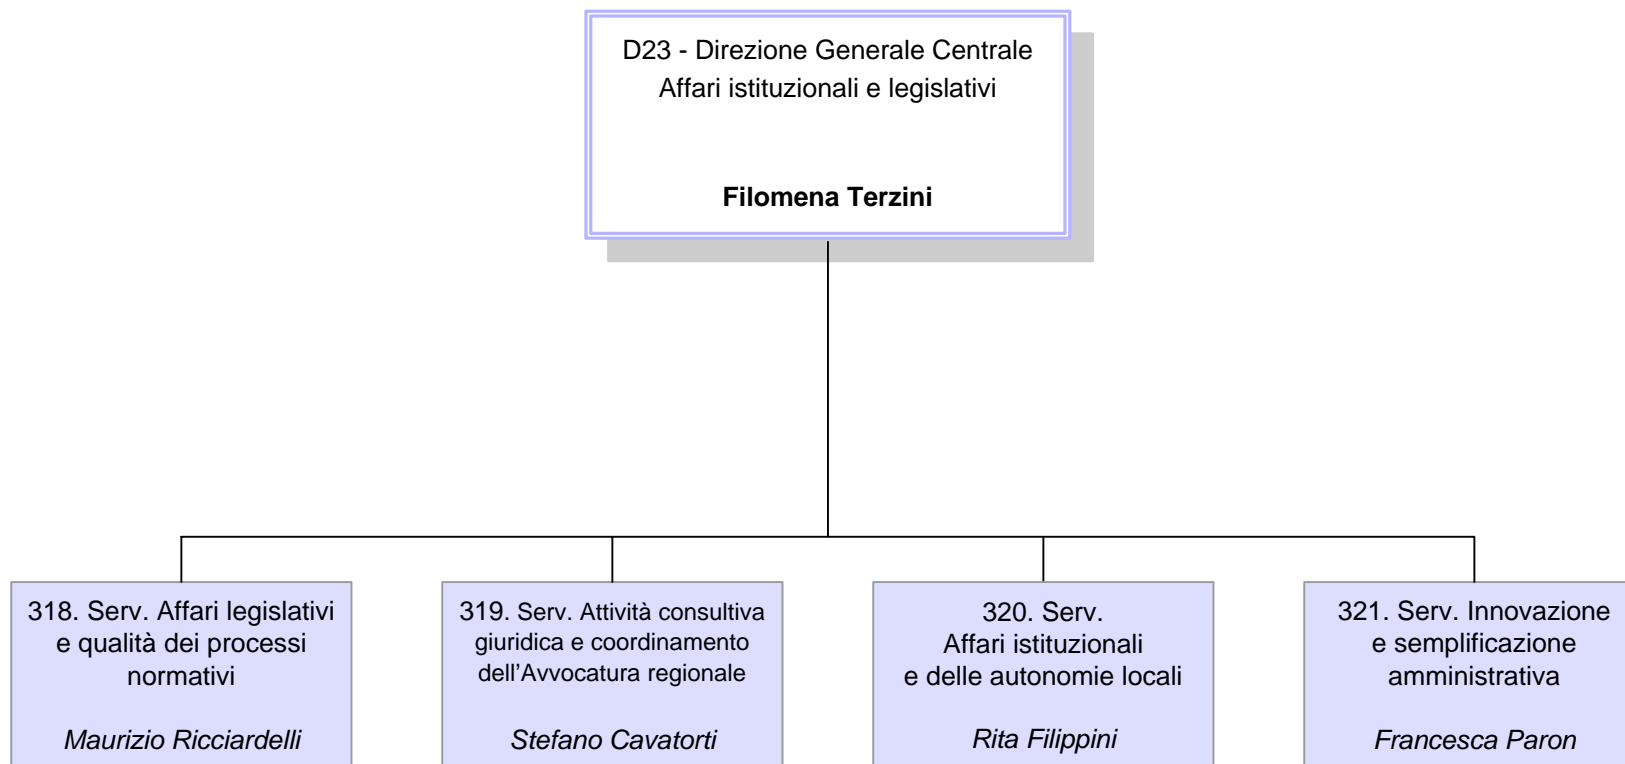 D23 - Direzione Generale Centrale
Affari istituzionali e legislativi
Filomena Terzini
318. Serv. Affari legislativi
e qualità dei processi
normativi
Maurizio Ricciardelli
319. Serv. Attività consultiva
giuridica e coordinamento
dell'Avvocatura regionale
Stefano Cavatorti
320. Serv.
Affari istituzionali
e delle autonomie locali
Rita Filippini
321. Serv. Innovazione
e semplificazione
amministrativa
Francesca Paron